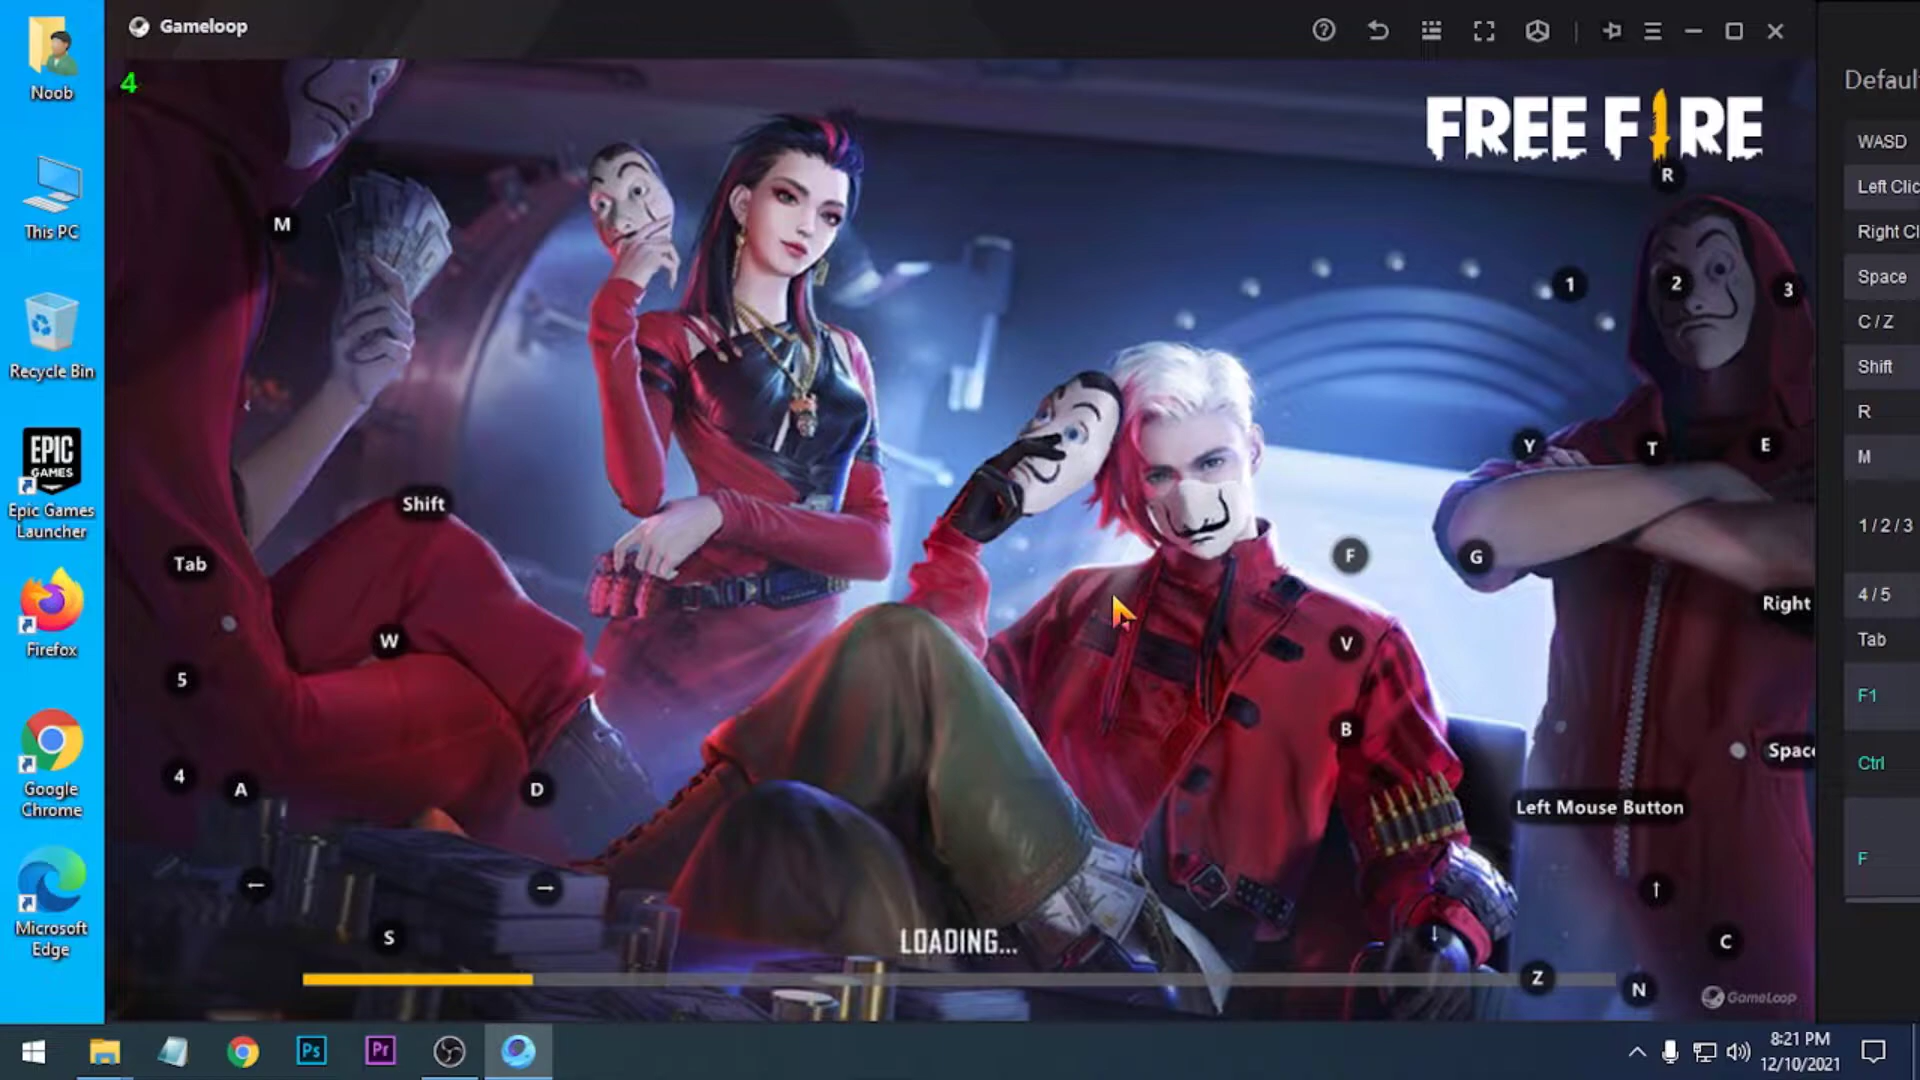 Gameloop
4
Noob
This PC
Recycle Bin
EPIC
GAMES
Epic Games
Launcher
Firefox
Google
Chrome
Microsoft
Edge
FREE FIRE
R
M
1
2
3
Y
T
E
Shift
F
G
Tab
Right
W
V
5
B
4
A
D
Space
Left Mouse Button
←
→
↑
S
LOADING...
↓
C
Z
N
GameLoop
Defaul
WASD
Left Clic
Right Cl
Space
C / Z
Shift
R
M
1 / 2 / 3
4 / 5
Tab
F1
Ctrl
F
Ps
Pr
8:21 PM
12/10/2021